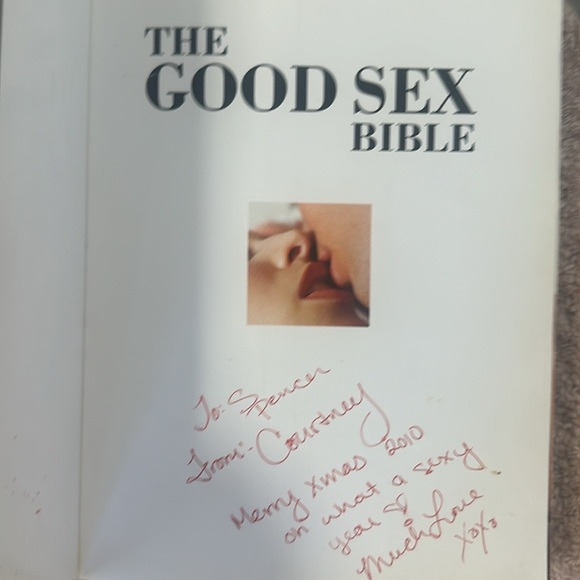 THE
GOOD SEX
BIBLE
To: Spencer
From: Courtney
Merry Xmas 2010
on what a sexy
year ♡
Much Love
xoxo